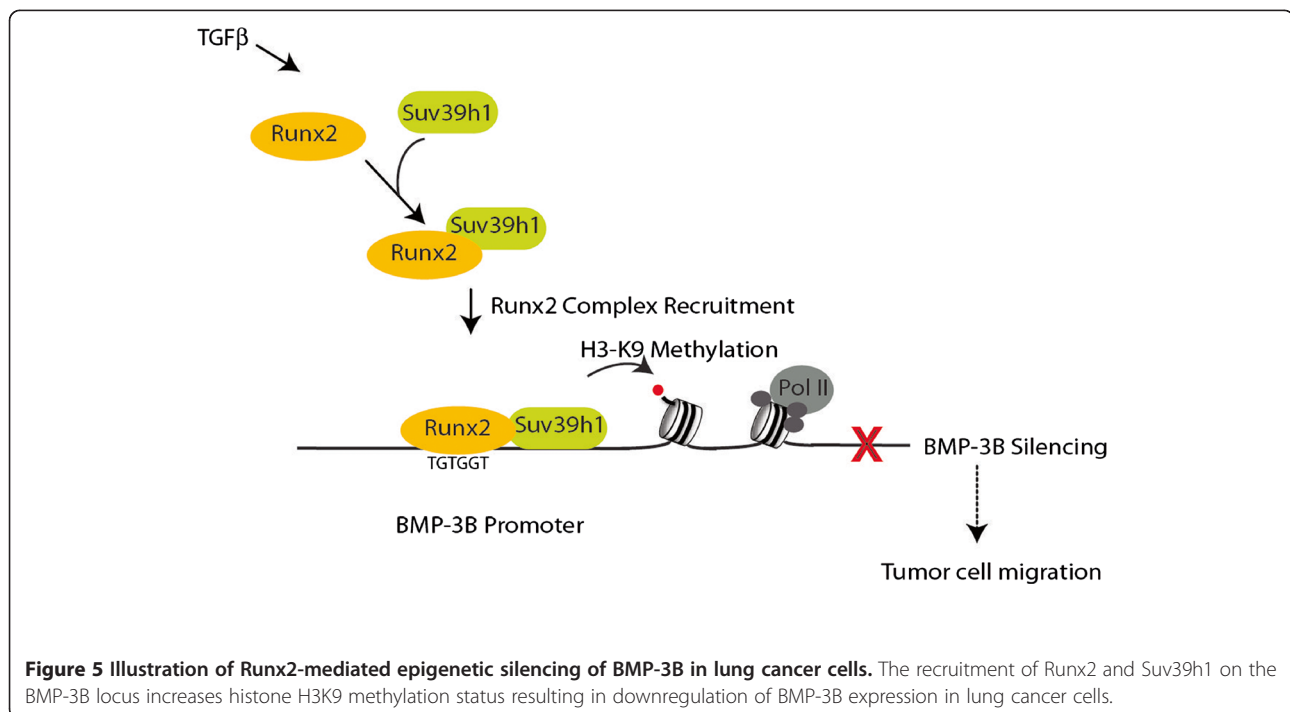 TGFβ
Suv39h1
Runx2
Suv39h1
Runx2
Runx2 Complex Recruitment
H3-K9 Methylation
Pol II
Runx2
Suv39h1
TGTGGT
X
BMP-3B Silencing
BMP-3B Promoter
Tumor cell migration
Figure 5 Illustration of Runx2-mediated epigenetic silencing of BMP-3B in lung cancer cells. The recruitment of Runx2 and Suv39h1 on the
BMP-3B locus increases histone H3K9 methylation status resulting in downregulation of BMP-3B expression in lung cancer cells.